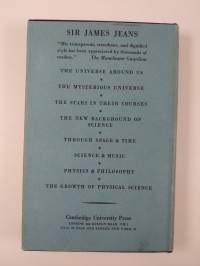 SIR JAMES JEANS
"His transparent, translucent, and dignified
style has been appreciated by thousands of
readers." The Manchester Guardian
THE UNIVERSE AROUND US
THE MYSTERIOUS UNIVERSE
THE STARS IN THEIR COURSES
THE NEW BACKGROUND OF
SCIENCE
THROUGH SPACE & TIME
SCIENCE & MUSIC
PHYSICS & PHILOSOPHY
THE GROWTH OF PHYSICAL SCIENCE
Cambridge University Press